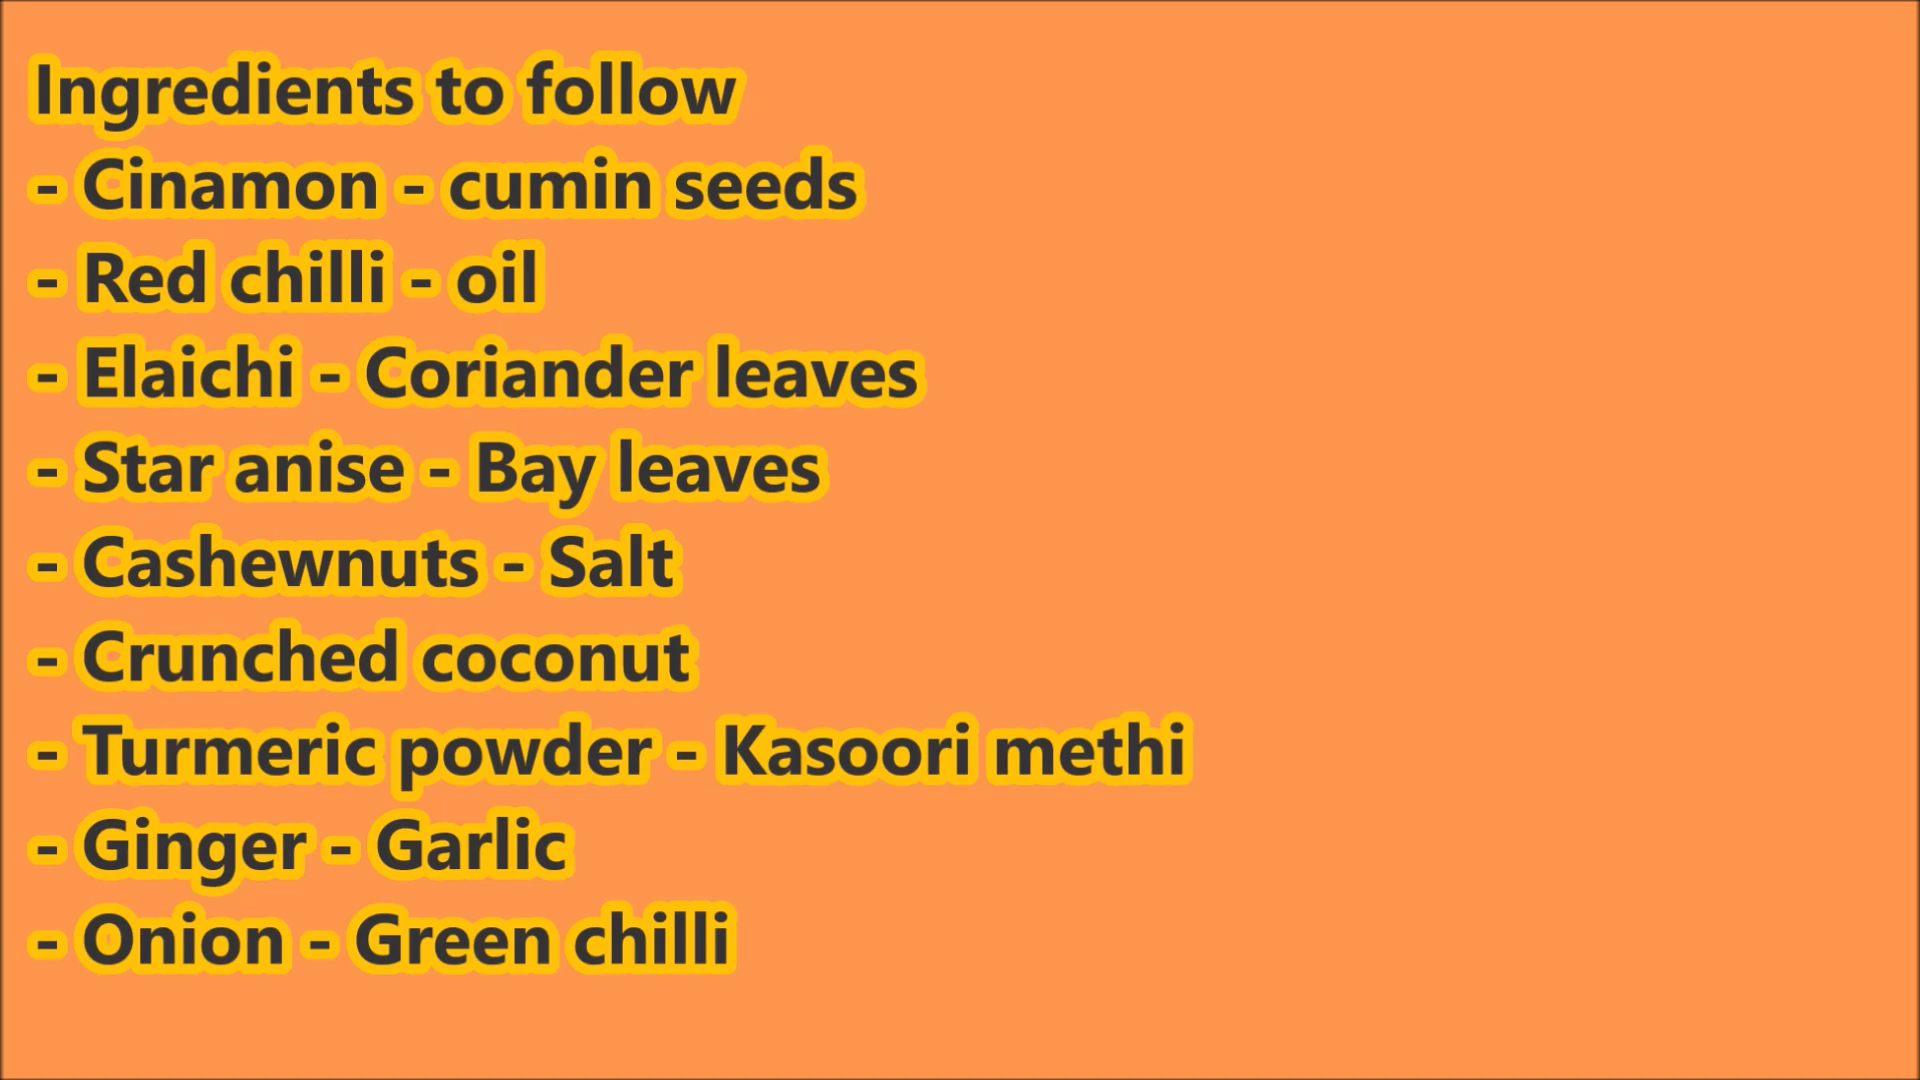 Ingredients to follow
- Cinamon - cumin seeds
- Red chilli - oil
- Elaichi - Coriander leaves
- Star anise - Bay leaves
- Cashewnuts - Salt
- Crunched coconut
- Turmeric powder - Kasoori methi
- Ginger - Garlic
- Onion - Green chilli